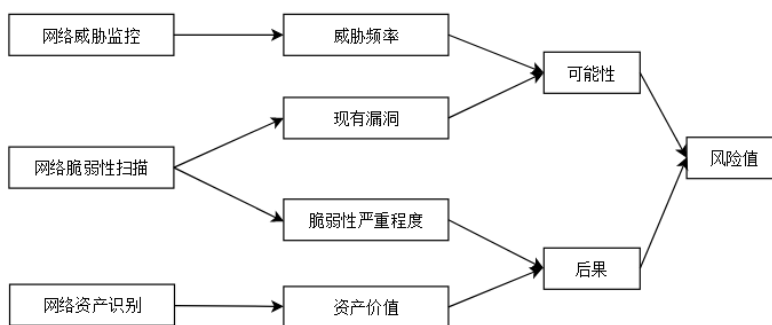 网络威胁监控
威胁频率
可能性
现有漏洞
网络脆弱性扫描
风险值
脆弱性严重程度
后果
网络资产识别
资产价值